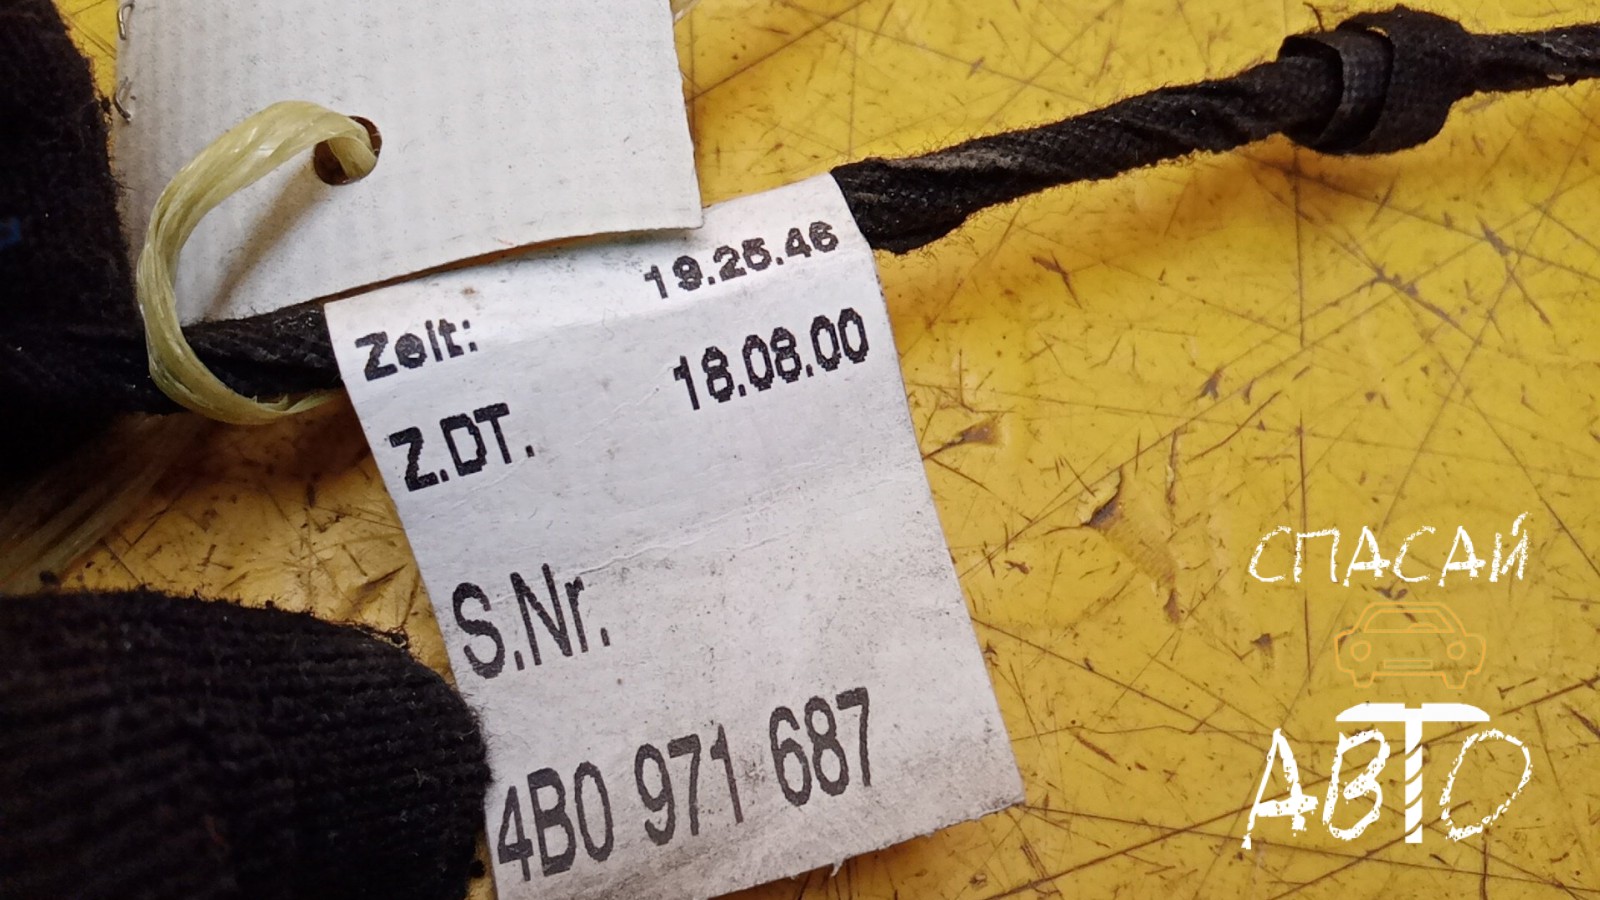 Zeit: 19.25.46
Z.DT. 18.08.00
S.Nr.
4B0 971 687
СПАСАЙ
АВТО